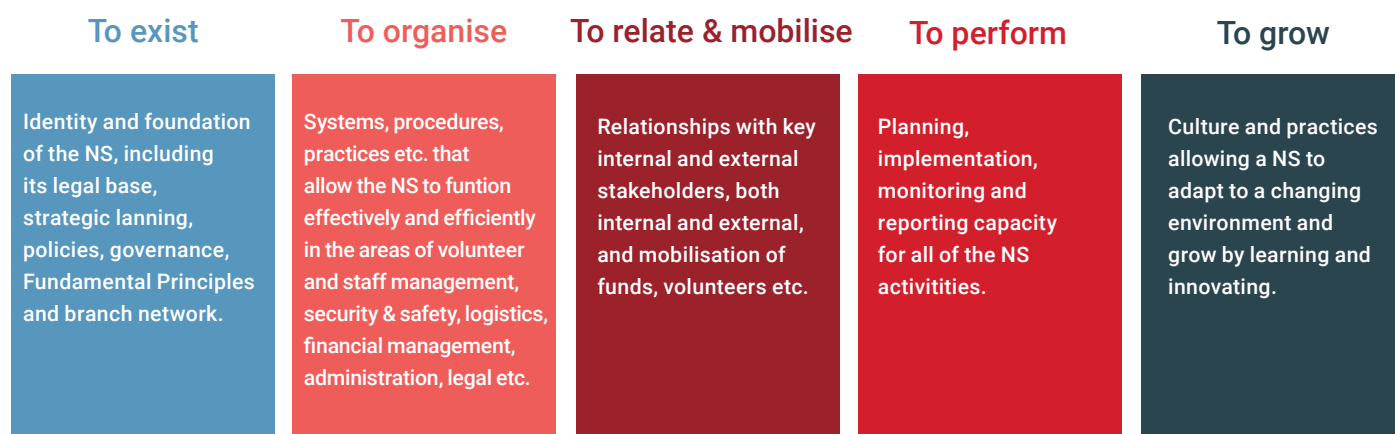 To exist
Identity and foundation
of the NS, including
its legal base,
strategic lanning,
policies, governance,
Fundamental Principles
and branch network.
To organise
Systems, procedures,
practices etc. that
allow the NS to funtion
effectively and efficiently
in the areas of volunteer
and staff management,
security & safety, logistics,
financial management,
administration, legal etc.
To relate & mobilise
Relationships with key
internal and external
stakeholders, both
internal and external,
and mobilisation of
funds, volunteers etc.
To perform
Planning,
implementation,
monitoring and
reporting capacity
for all of the NS
activitities.
To grow
Culture and practices
allowing a NS to
adapt to a changing
environment and
grow by learning and
innovating.